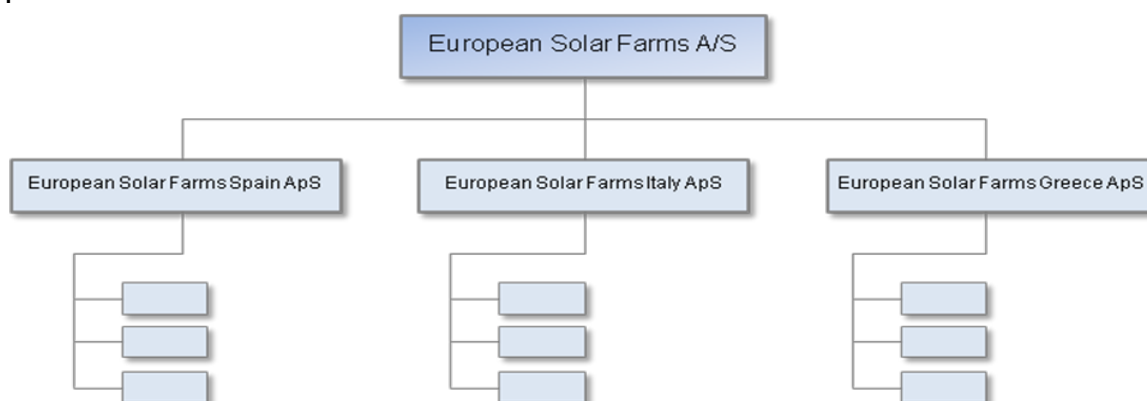 European Solar Farms A/S
European Solar Farms Spain ApS
European Solar Farms Italy ApS
European Solar Farms Greece ApS